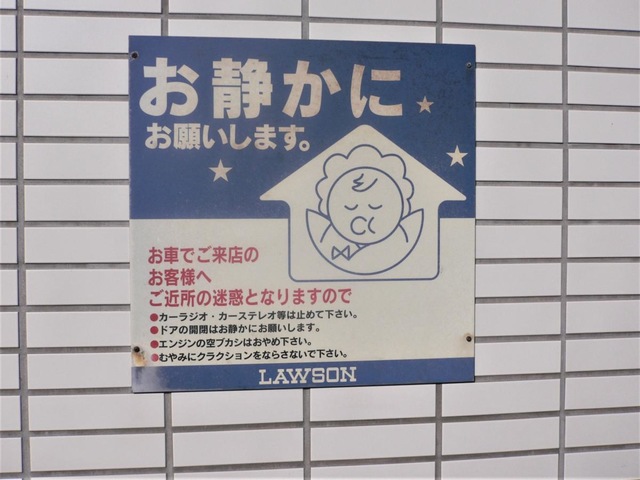 お静かに
お願いします。
お車でご来店の
お客様へ
ご近所の迷惑となりますので
●カーラジオ・カーステレオ等は止めて下さい。
●ドアの開閉はお静かにお願いします。
●エンジンの空ブカシはおやめ下さい。
●むやみにクラクションをならさないで下さい。
LAWSON